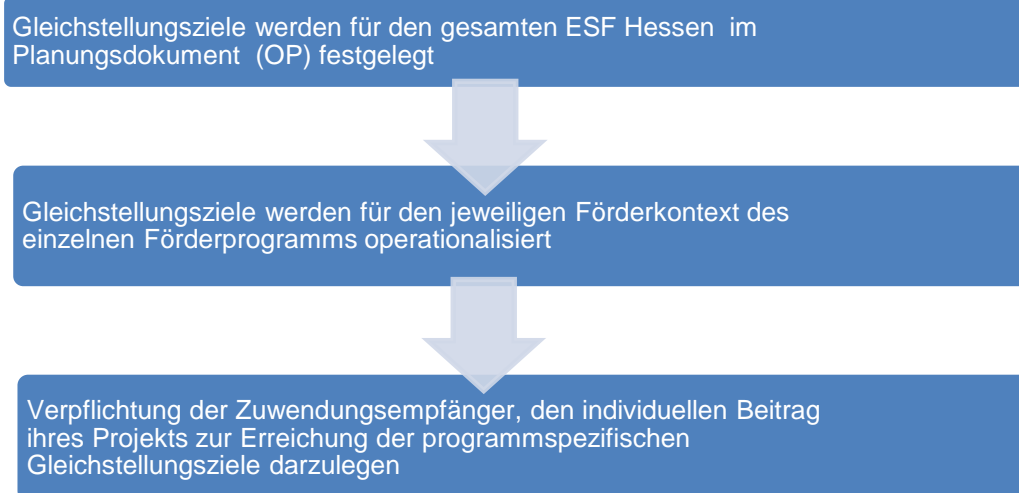 Gleichstellungsziele werden für den gesamten ESF Hessen im
Planungsdokument (OP) festgelegt
Gleichstellungsziele werden für den jeweiligen Förderkontext des
einzelnen Förderprogramms operationalisiert
Verpflichtung der Zuwendungsempfänger, den individuellen Beitrag
ihres Projekts zur Erreichung der programmspezifischen
Gleichstellungsziele darzulegen